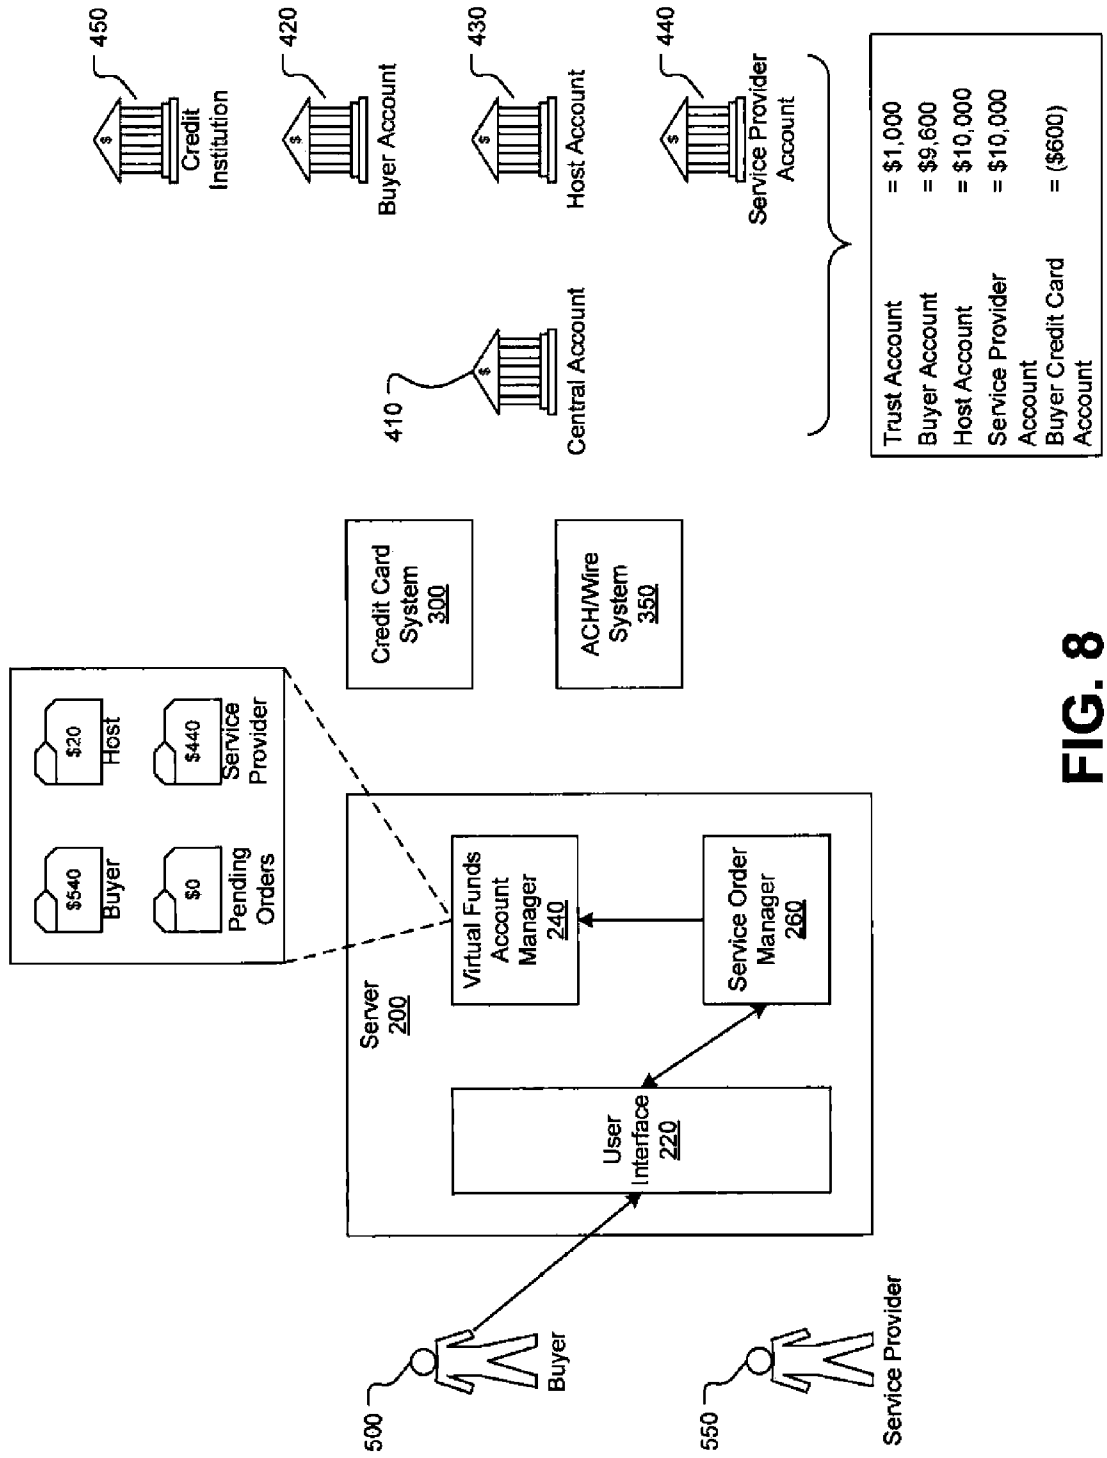 $540
Buyer
$20
Host
$0
Pending
Orders
$440
Service
Provider
500
Buyer
550
Service Provider
Server
200
User
Interface
220
Virtual Funds
Account
Manager
240
Service Order
Manager
260
Credit Card
System
300
ACH/Wire
System
350
410
$
Central Account
450
$
Credit
Institution
420
$
Buyer Account
430
$
Host Account
440
$
Service Provider
Account
Trust Account = $1,000
Buyer Account = $9,600
Host Account = $10,000
Service Provider = $10,000
Account
Buyer Credit Card = ($600)
Account
FIG. 8